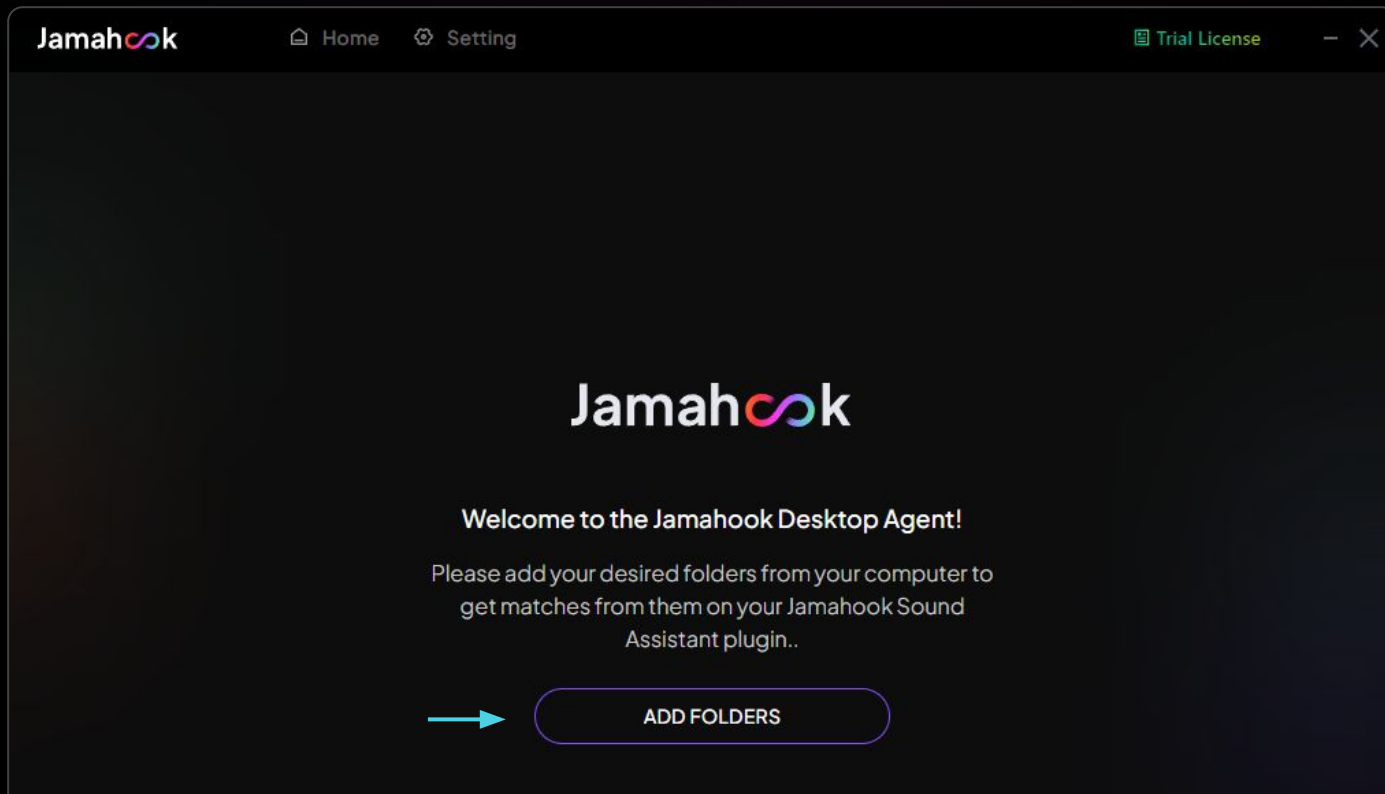 Jamahook Home Setting Trial License
Jamahook
Welcome to the Jamahook Desktop Agent!
Please add your desired folders from your computer to
get matches from them on your Jamahook Sound
Assistant plugin..
ADD FOLDERS